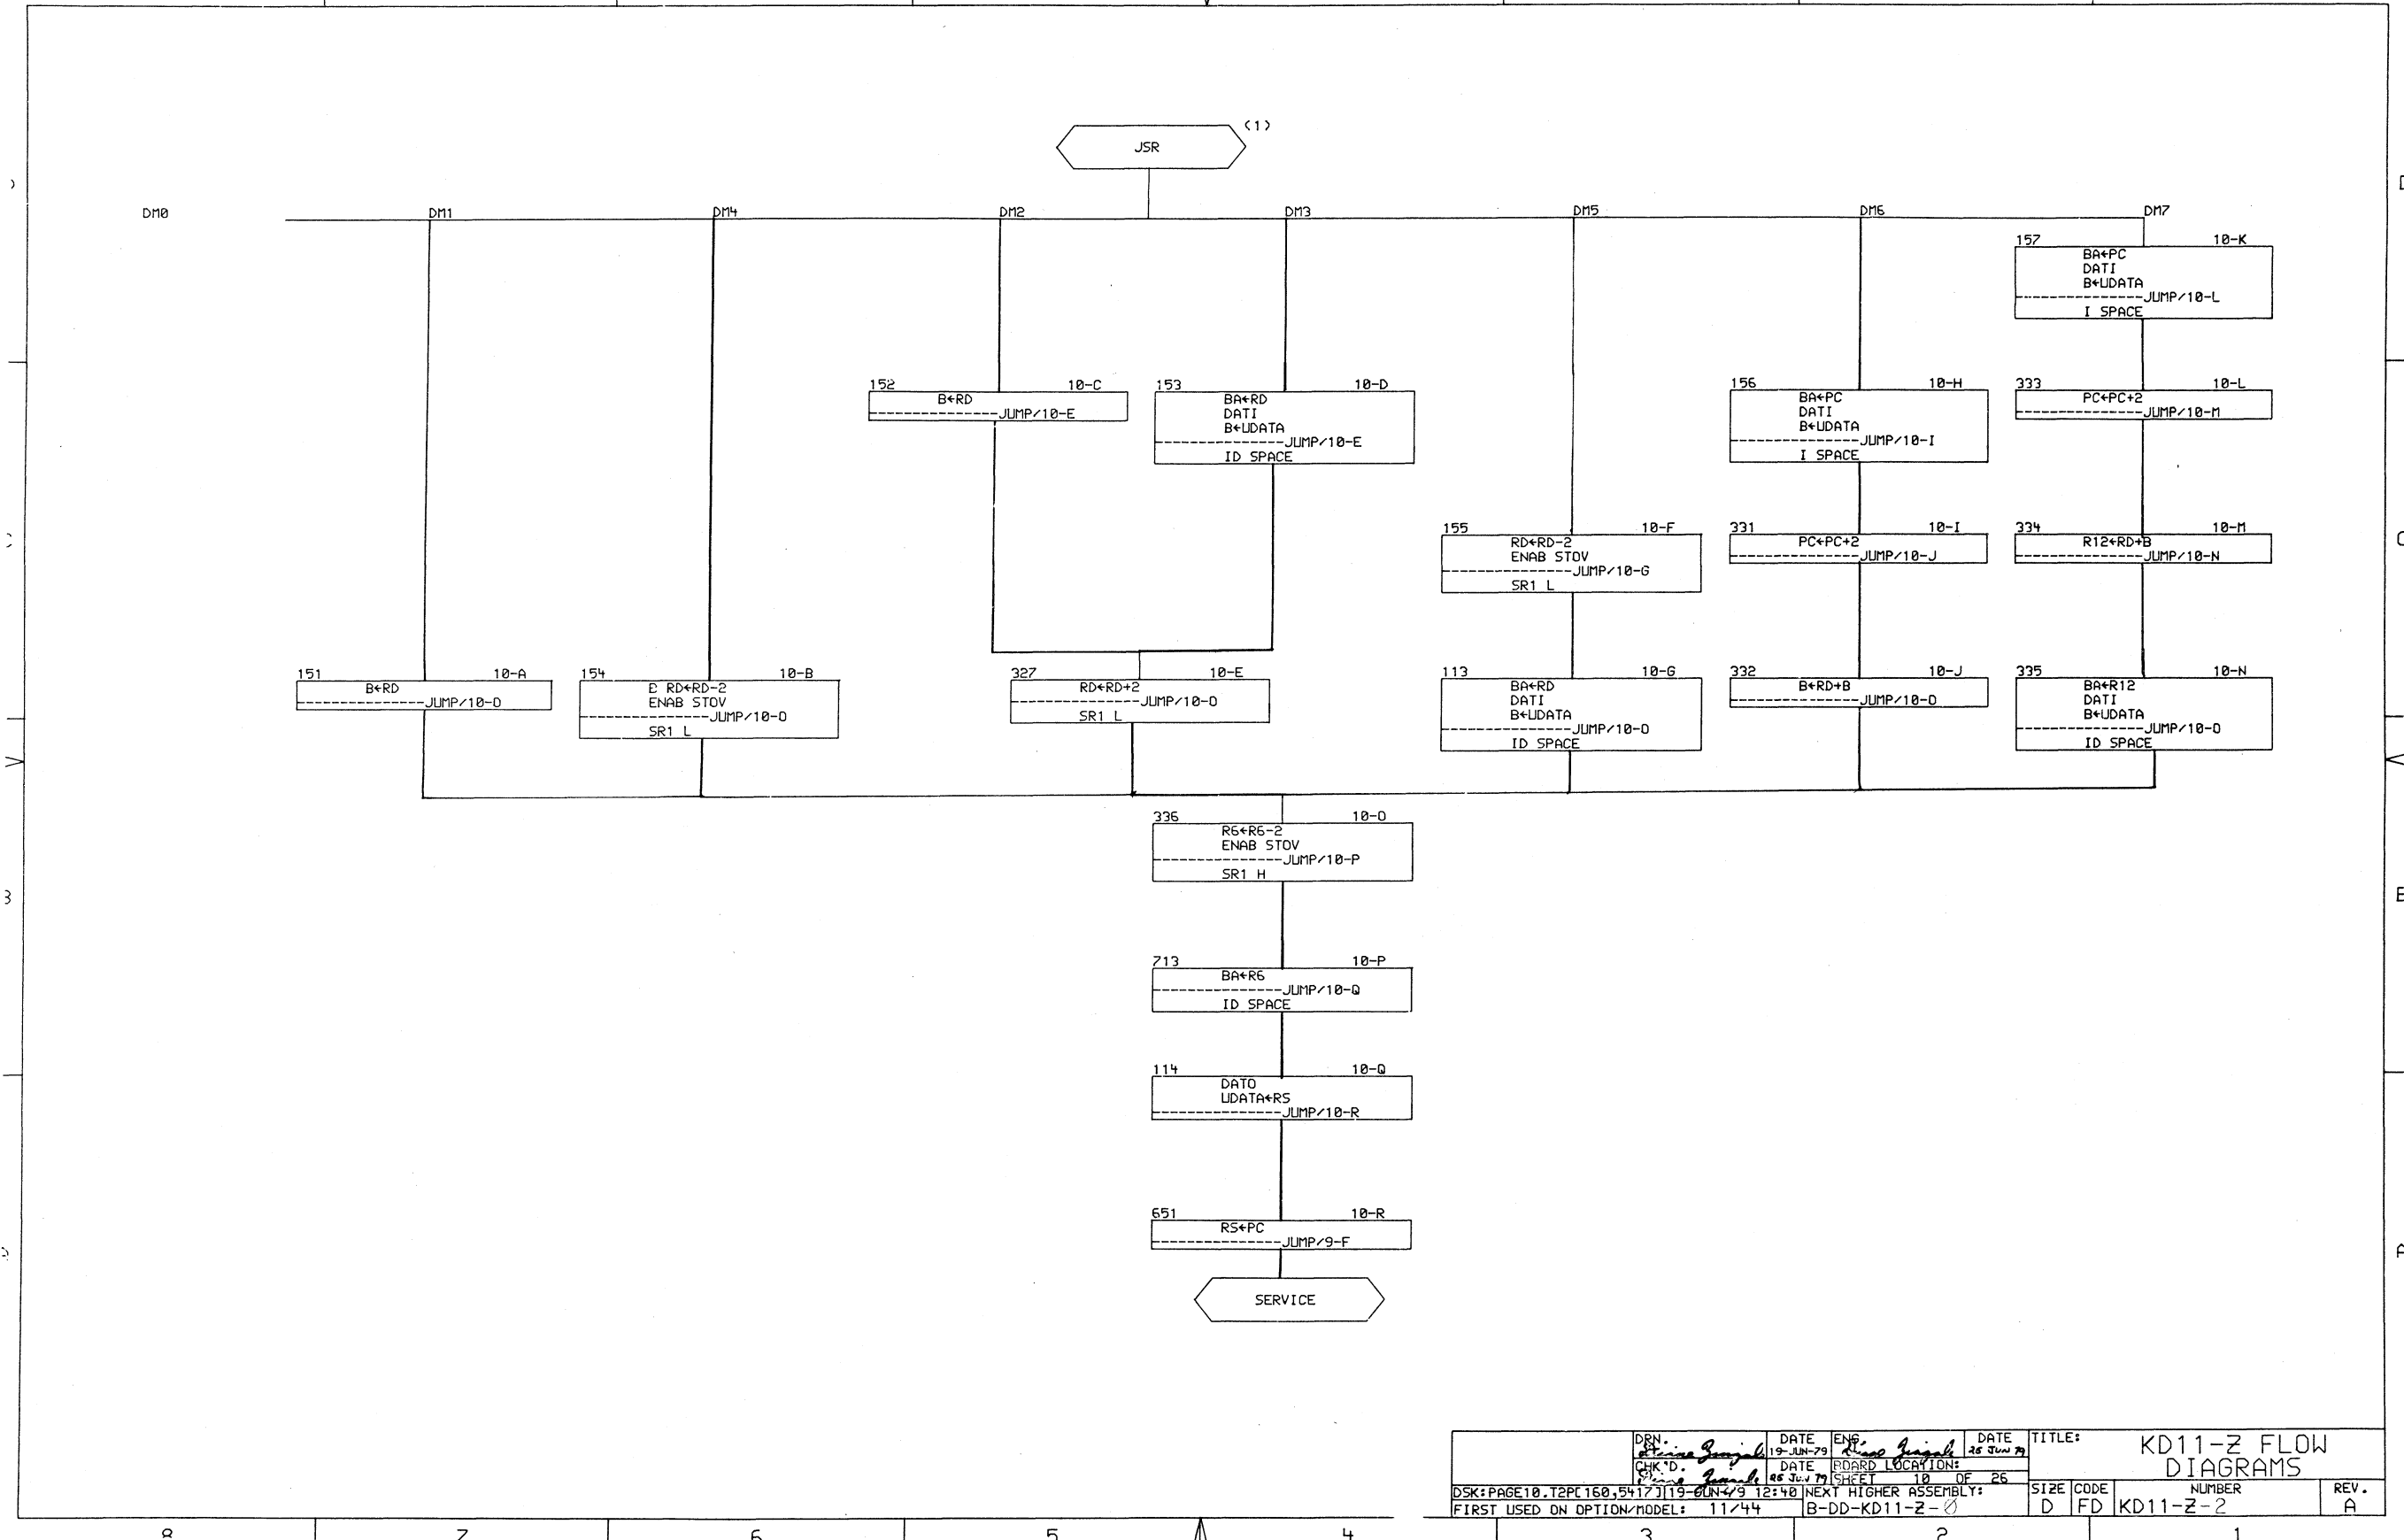 (1)
JSR
DM0
DM1
DM4
DM2
DM3
DM5
DM6
DM7
157 10-K
BA←PC
DATI
B←UDATA
JUMP/10-L
I SPACE
152 10-C
B←RD
JUMP/10-E
153 10-D
BA←RD
DATI
B←UDATA
JUMP/10-E
ID SPACE
156 10-H
BA←PC
DATI
B←UDATA
JUMP/10-I
I SPACE
333 10-L
PC←PC+2
JUMP/10-M
155 10-F
RD←RD-2
ENAB STOV
JUMP/10-G
SR1 L
331 10-I
PC←PC+2
JUMP/10-J
334 10-M
R12←RD+B
JUMP/10-N
151 10-A
B←RD
JUMP/10-O
154 10-B
RD←RD-2
ENAB STOV
JUMP/10-O
SR1 L
327 10-E
RD←RD+2
JUMP/10-O
SR1 L
113 10-G
BA←RD
DATI
B←UDATA
JUMP/10-O
ID SPACE
332 10-J
B←RD+B
JUMP/10-O
335 10-N
BA←R12
DATI
B←UDATA
JUMP/10-O
ID SPACE
336 10-O
R6←R6-2
ENAB STOV
JUMP/10-P
SR1 H
713 10-P
BA←R6
JUMP/10-Q
ID SPACE
114 10-Q
DATO
UDATA←RS
JUMP/10-R
651 10-R
RS←PC
JUMP/9-F
SERVICE
DRN. DATE 19-JUN-79
ENG. DATE 25 JUN 79
CHK'D. DATE 25 JUN 79
BOARD LOCATION:
SHEET 10 OF 26
TITLE: KD11-Z FLOW
DIAGRAMS
DSK:PAGE10.T2P[160,5417] 12:40
NEXT HIGHER ASSEMBLY:
B-DD-KD11-Z-0
FIRST USED ON OPTION/MODEL: 11/44
SIZE D
CODE FD
NUMBER KD11-Z-2
REV. A
8 7 6 5 4 3 2 1